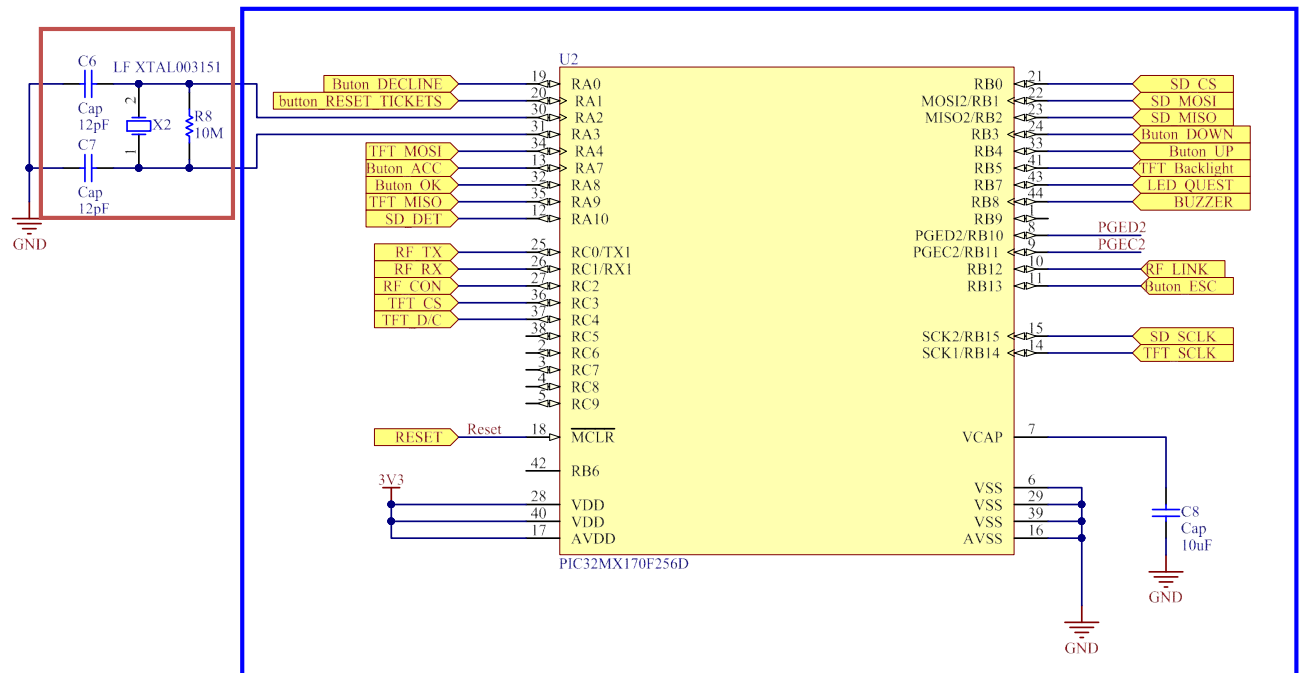 C6
LF XTAL003151
Cap
12pF
2
X2
1
R8
10M
C7
Cap
12pF
GND
U2
Buton_DECLINE 19 RA0
button_RESET_TICKETS 20 RA1
30 RA2
31 RA3
TFT_MOSI 34 RA4
Buton_ACC 13 RA7
Buton_OK 32 RA8
TFT_MISO 35 RA9
SD_DET 12 RA10
RF_TX 25 RC0/TX1
RF_RX 26 RC1/RX1
RF_CON 27 RC2
TFT_CS 36 RC3
TFT_D/C 37 RC4
38 RC5
2 RC6
3 RC7
4 RC8
5 RC9
RESET Reset 18 MCLR
42 RB6
3V3
28 VDD
40 VDD
17 AVDD
RB0 21 SD_CS
MOSI2/RB1 22 SD_MOSI
MISO2/RB2 23 SD_MISO
RB3 24 Buton_DOWN
RB4 33 Buton_UP
RB5 41 TFT_Backlight
RB7 43 LED_QUEST
RB8 44 BUZZER
RB9 1
PGED2/RB10 8 PGED2
PGEC2/RB11 9 PGEC2
RB12 10 RF_LINK
RB13 11 Buton_ESC
SCK2/RB15 15 SD_SCLK
SCK1/RB14 14 TFT_SCLK
VCAP 7
VSS 6
VSS 29
VSS 39
AVSS 16
C8
Cap
10uF
GND
GND
PIC32MX170F256D